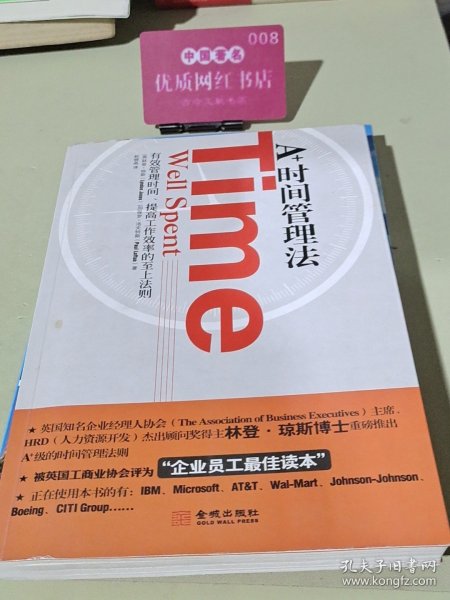 008
中国著名
优质网红书店
A+时间管理法
Time
Well Spent
有效管理时间、提高工作效率的至上法则
Linden Jones
Paul Loftus
著
★ 英国知名企业经理人协会（The Association of Business Executives）主席、
HRD（人力资源开发）杰出顾问奖得主林登·琼斯博士重磅推出
A+级的时间管理法则
★ 被英国工商业协会评为“企业员工最佳读本”
★ 正在使用本书的有：IBM、Microsoft、AT&T、Wal-Mart、Johnson-Johnson、
Boeing、CITI Group……
金城出版社
GOLD WALL PRESS
孔夫子旧书网
www.kongfz.com